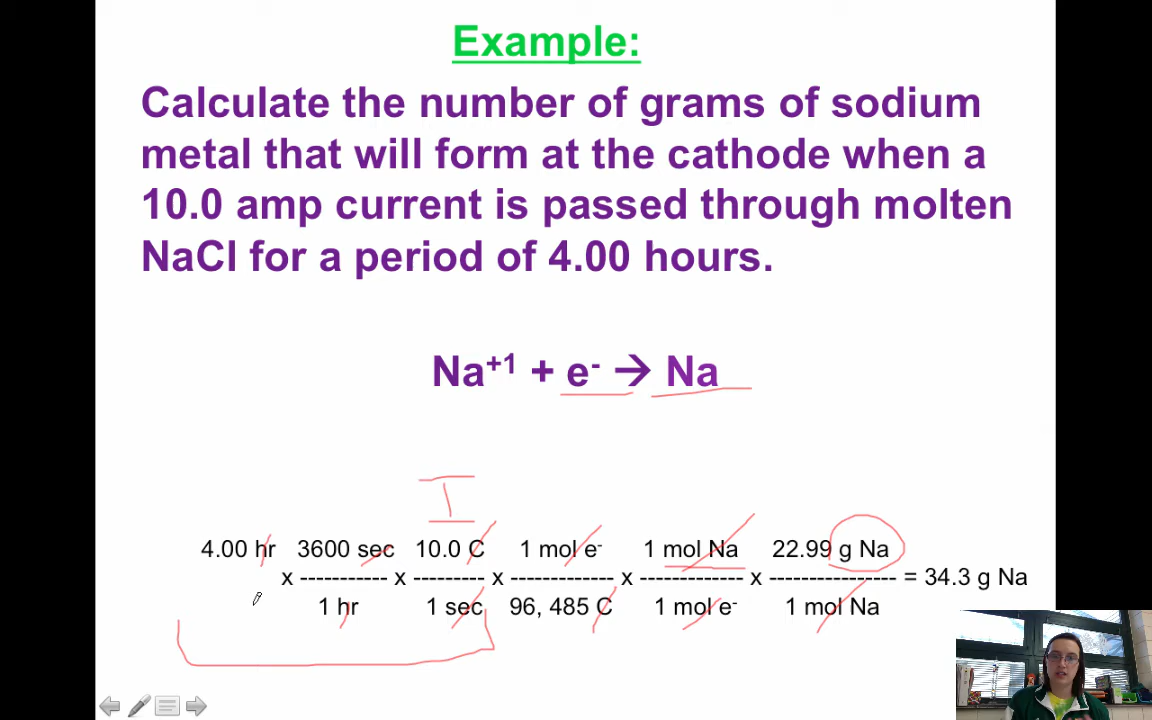 Example:
Calculate the number of grams of sodium
metal that will form at the cathode when a
10.0 amp current is passed through molten
NaCl for a period of 4.00 hours.
Na+1 + e- → Na
I
4.00 hr 3600 sec 10.0 C 1 mol e- 1 mol Na 22.99 g Na
x ----------- x --------- x ------------- x ------------- x ---------------- = 34.3 g Na
1 hr 1 sec 96, 485 C 1 mol e- 1 mol Na